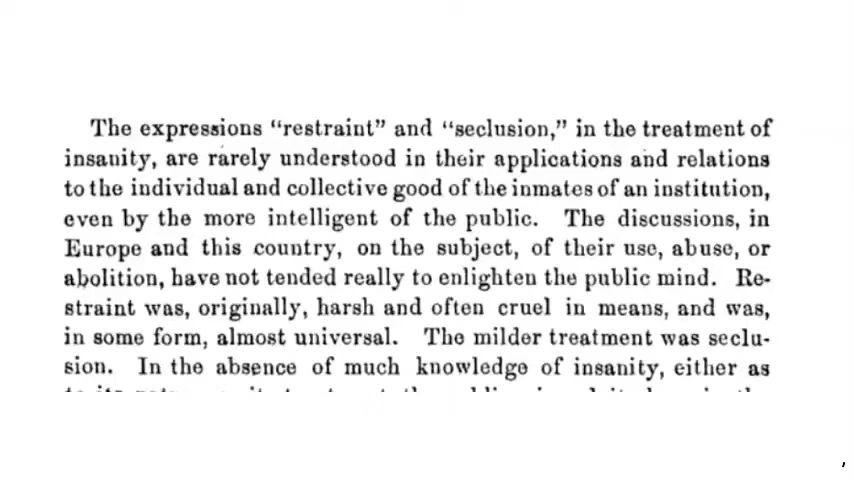 The expressions “restraint” and “seclusion,” in the treatment of
insanity, are rarely understood in their applications and relations
to the individual and collective good of the inmates of an institution,
even by the more intelligent of the public. The discussions, in
Europe and this country, on the subject, of their use, abuse, or
abolition, have not tended really to enlighten the public mind. Re-
straint was, originally, harsh and often cruel in means, and was,
in some form, almost universal. The milder treatment was seclu-
sion. In the absence of much knowledge of insanity, either as
,